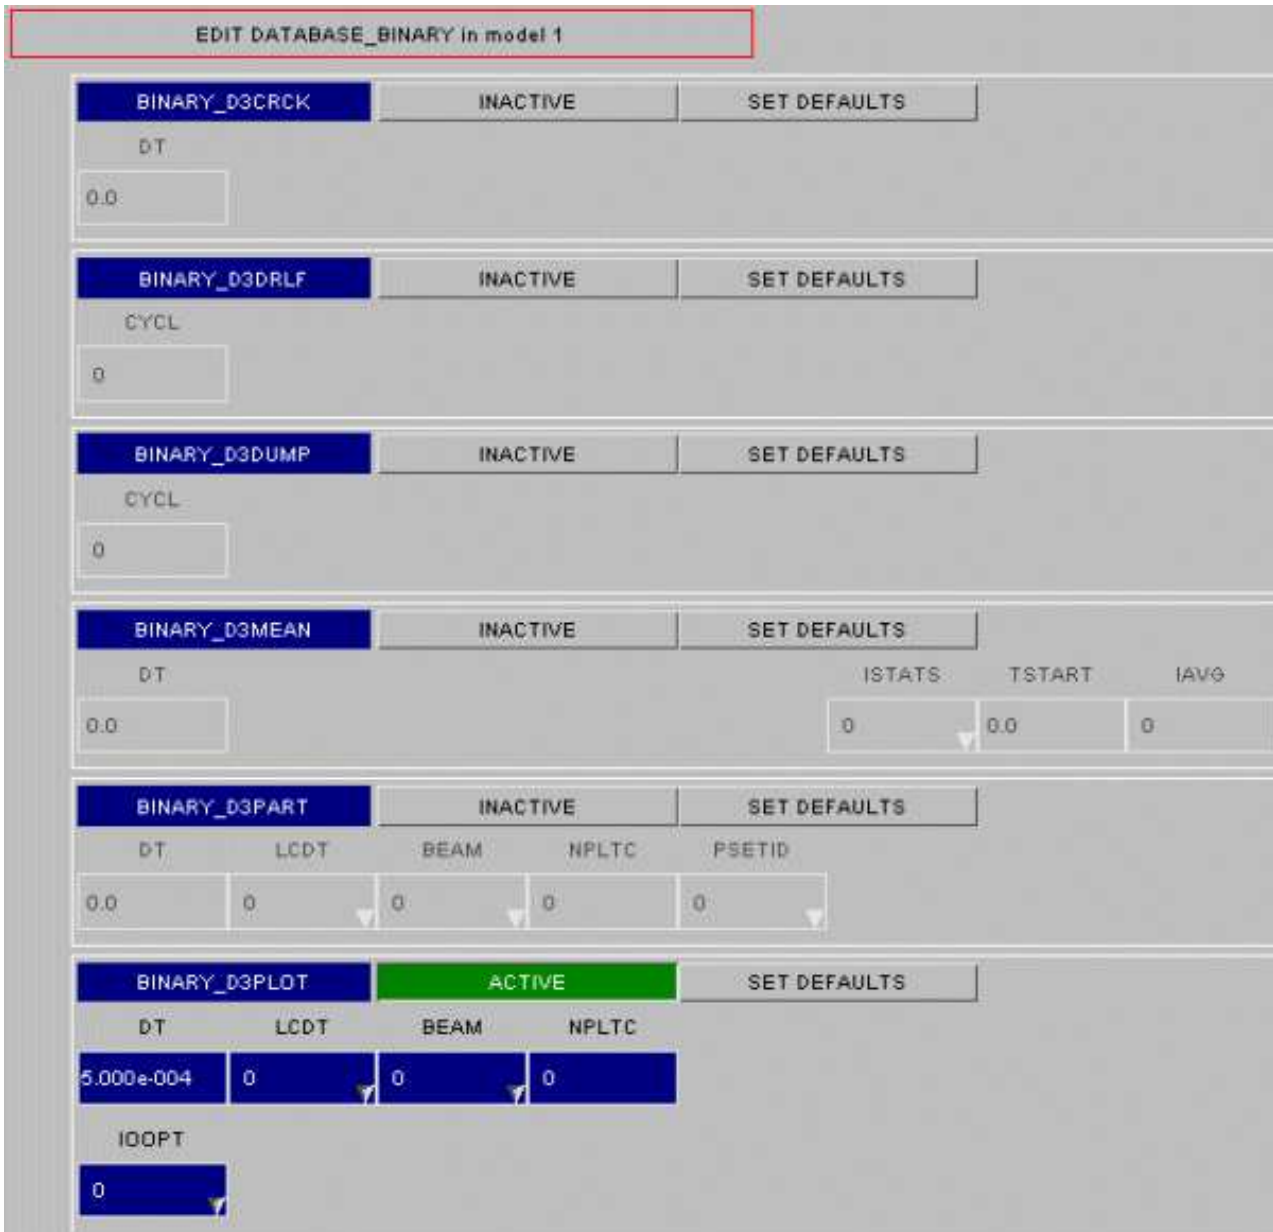 EDIT DATABASE_BINARY in model 1
BINARY_D3CRCK INACTIVE SET DEFAULTS
DT
0.0
BINARY_D3DRLF INACTIVE SET DEFAULTS
CYCL
0
BINARY_D3DUMP INACTIVE SET DEFAULTS
CYCL
0
BINARY_D3MEAN INACTIVE SET DEFAULTS
DT ISTATS TSTART IAVG
0.0 0 0.0 0
BINARY_D3PART INACTIVE SET DEFAULTS
DT LCDT BEAM NPLTC PSETID
0.0 0 0 0 0
BINARY_D3PLOT ACTIVE SET DEFAULTS
DT LCDT BEAM NPLTC
5.000e-004 0 0 0
IOOPT
0